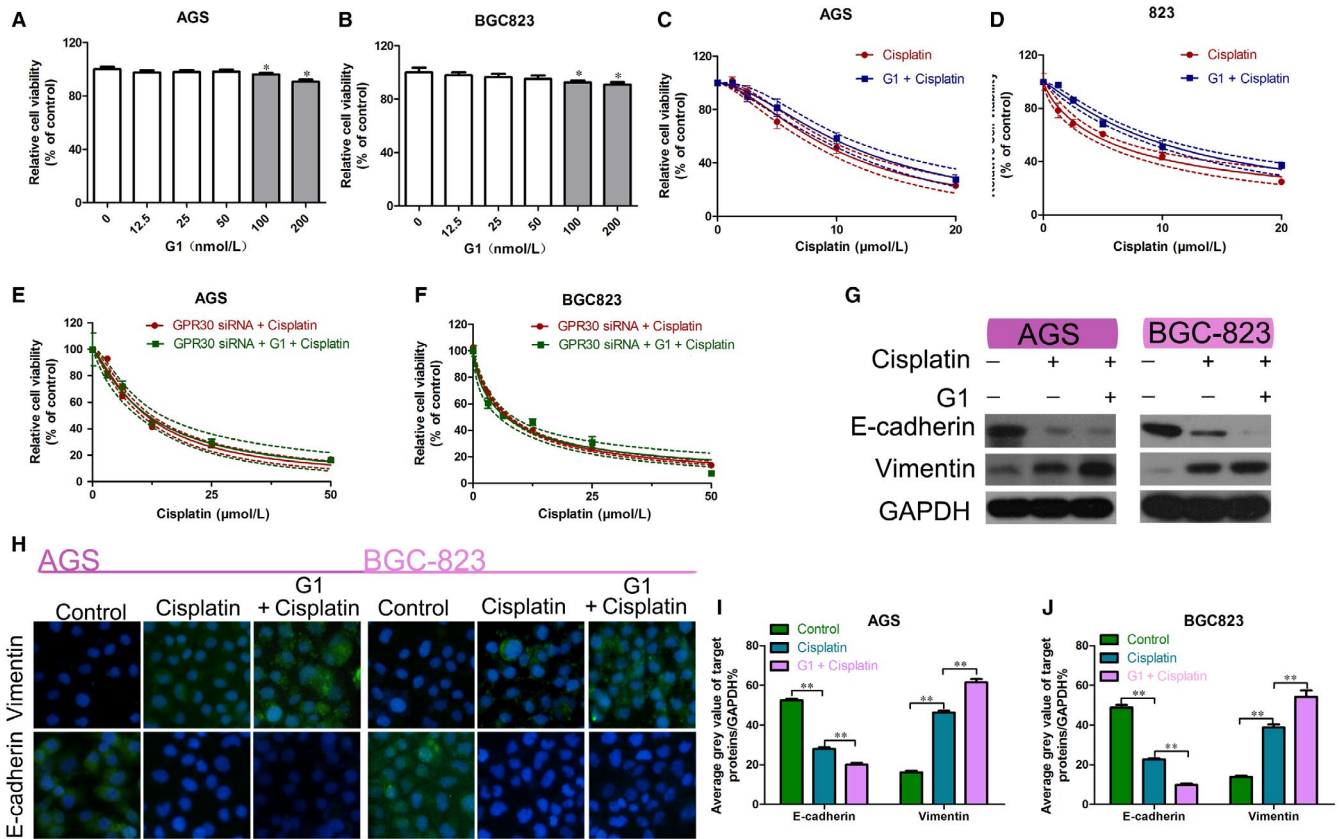 A
AGS
Relative cell viability
(% of control)
120
80
40
0
0
12.5
25
50
100
200
*
*
G1（nmol/L）
B
BGC823
Relative cell viability
(% of control)
120
80
40
0
0
12.5
25
50
100
200
*
*
G1（nmol/L）
C
AGS
Relative cell viability
(% of control)
120
80
40
0
0
10
20
Cisplatin
G1 + Cisplatin
Cisplatin (μmol/L)
D
823
Relative cell viability
(% of control)
120
80
40
0
0
10
20
Cisplatin
G1 + Cisplatin
Cisplatin (μmol/L)
E
AGS
Relative cell viability
(% of control)
120
100
80
60
40
20
0
0
25
50
GPR30 siRNA + Cisplatin
GPR30 siRNA + G1 + Cisplatin
Cisplatin (μmol/L)
F
BGC823
Relative cell viability
(% of control)
120
100
80
60
40
20
0
0
25
50
GPR30 siRNA + Cisplatin
GPR30 siRNA + G1 + Cisplatin
Cisplatin (μmol/L)
G
AGS BGC-823
Cisplatin − + + − + +
G1 − − + − − +
E-cadherin
Vimentin
GAPDH
H
AGS BGC-823
Control Cisplatin G1 + Cisplatin Control Cisplatin G1 + Cisplatin
Vimentin
E-cadherin
I
AGS
Average grey value of target
proteins/GAPDH%
80
60
40
20
0
Control
Cisplatin
G1 + Cisplatin
**
**
**
**
E-cadherin
Vimentin
J
BGC823
Average grey value of target
proteins/GAPDH%
80
60
40
20
0
Control
Cisplatin
G1 + Cisplatin
**
**
**
**
E-cadherin
Vimentin